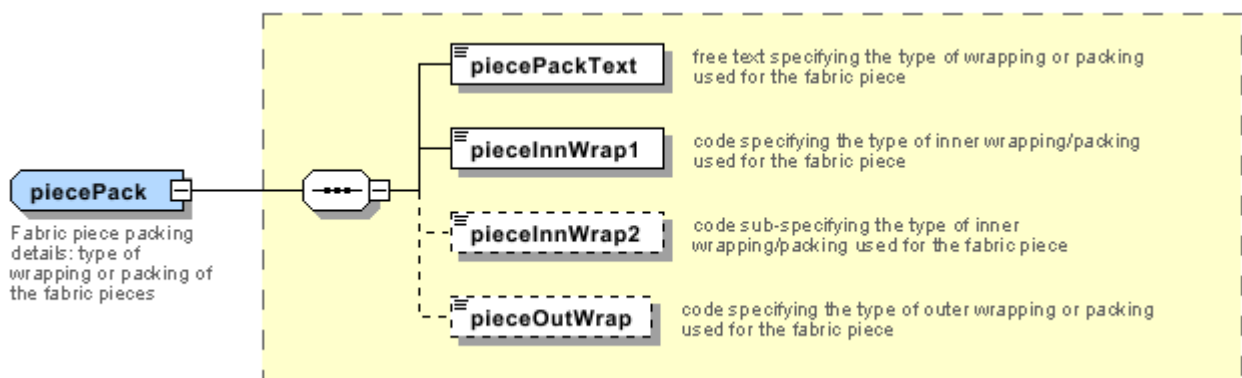 piecePackText
free text specifying the type of wrapping or packing
used for the fabric piece
pieceInnWrap1
code specifying the type of inner wrapping/packing
used for the fabric piece
piecePack
Fabric piece packing
details: type of
wrapping or packing of
the fabric pieces
pieceInnWrap2
code sub-specifying the type of inner
wrapping/packing used for the fabric piece
pieceOutWrap
code specifying the type of outer wrapping or packing
used for the fabric piece